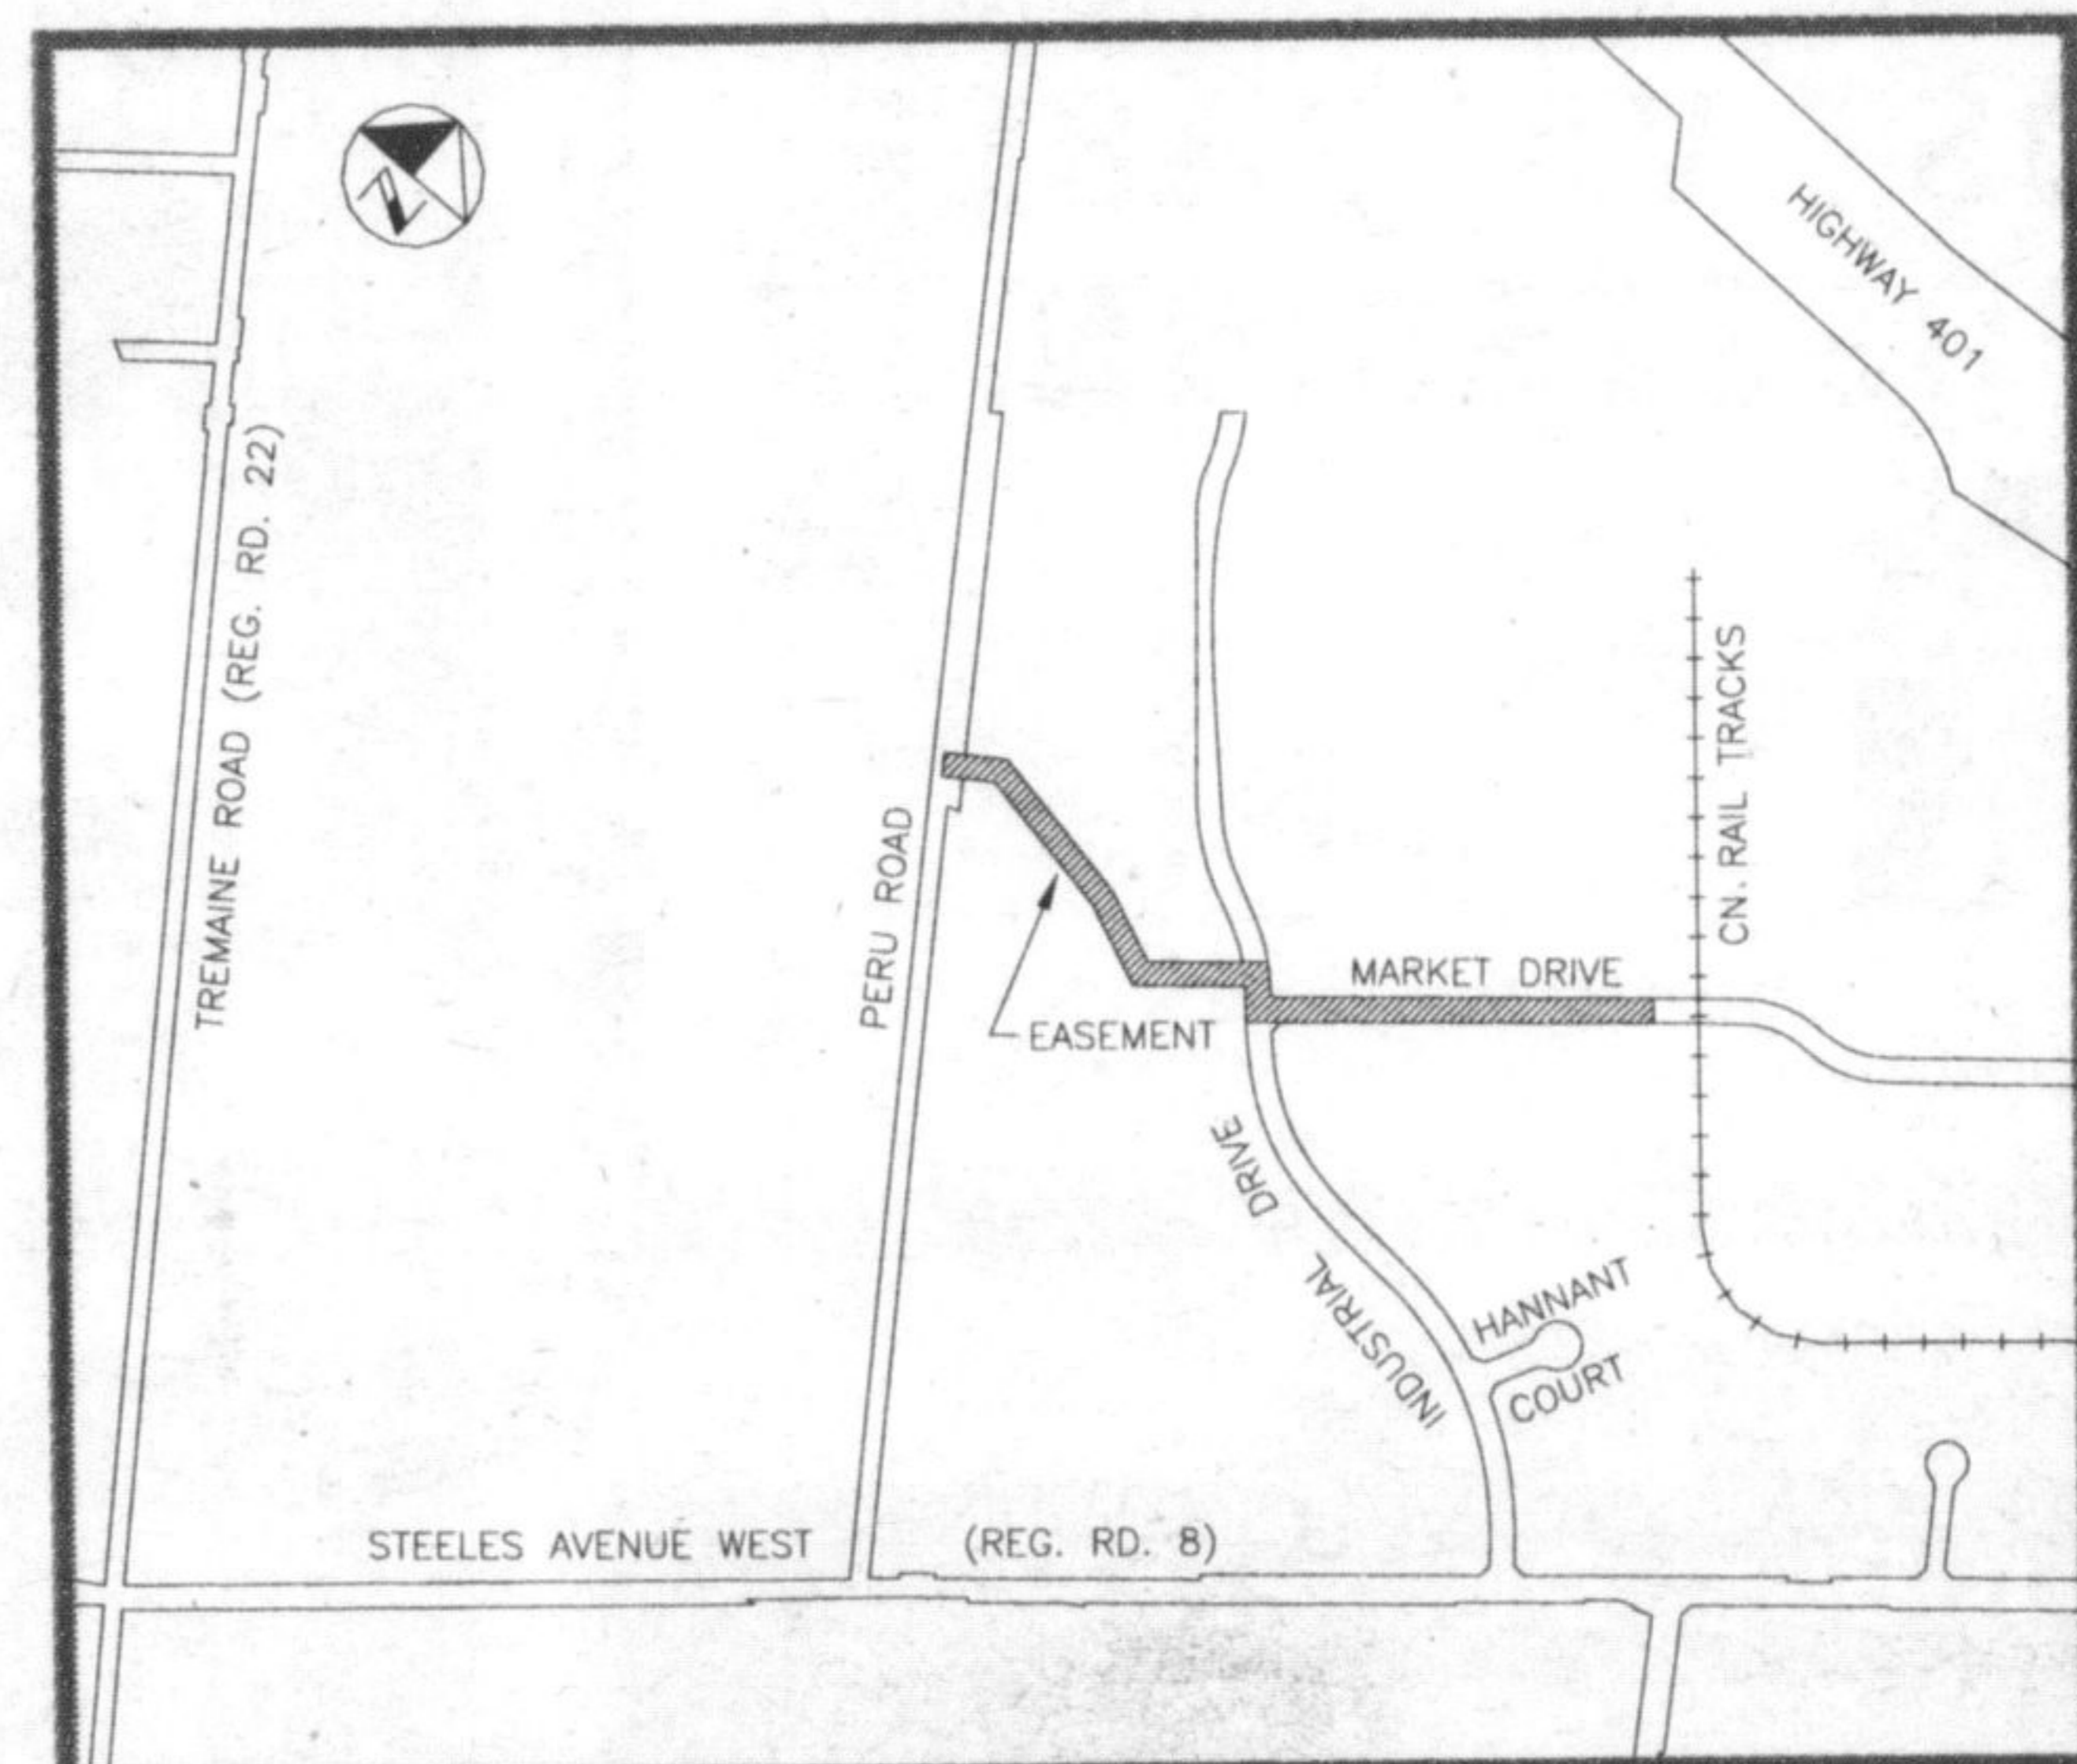 N
HIGHWAY 401
TREMAINE ROAD (REG. RD. 22)
CN. RAIL TRACKS
PERU ROAD
MARKET DRIVE
EASEMENT
INDUSTRIAL DRIVE
HANNANT
COURT
STEELES AVENUE WEST (REG. RD. 8)